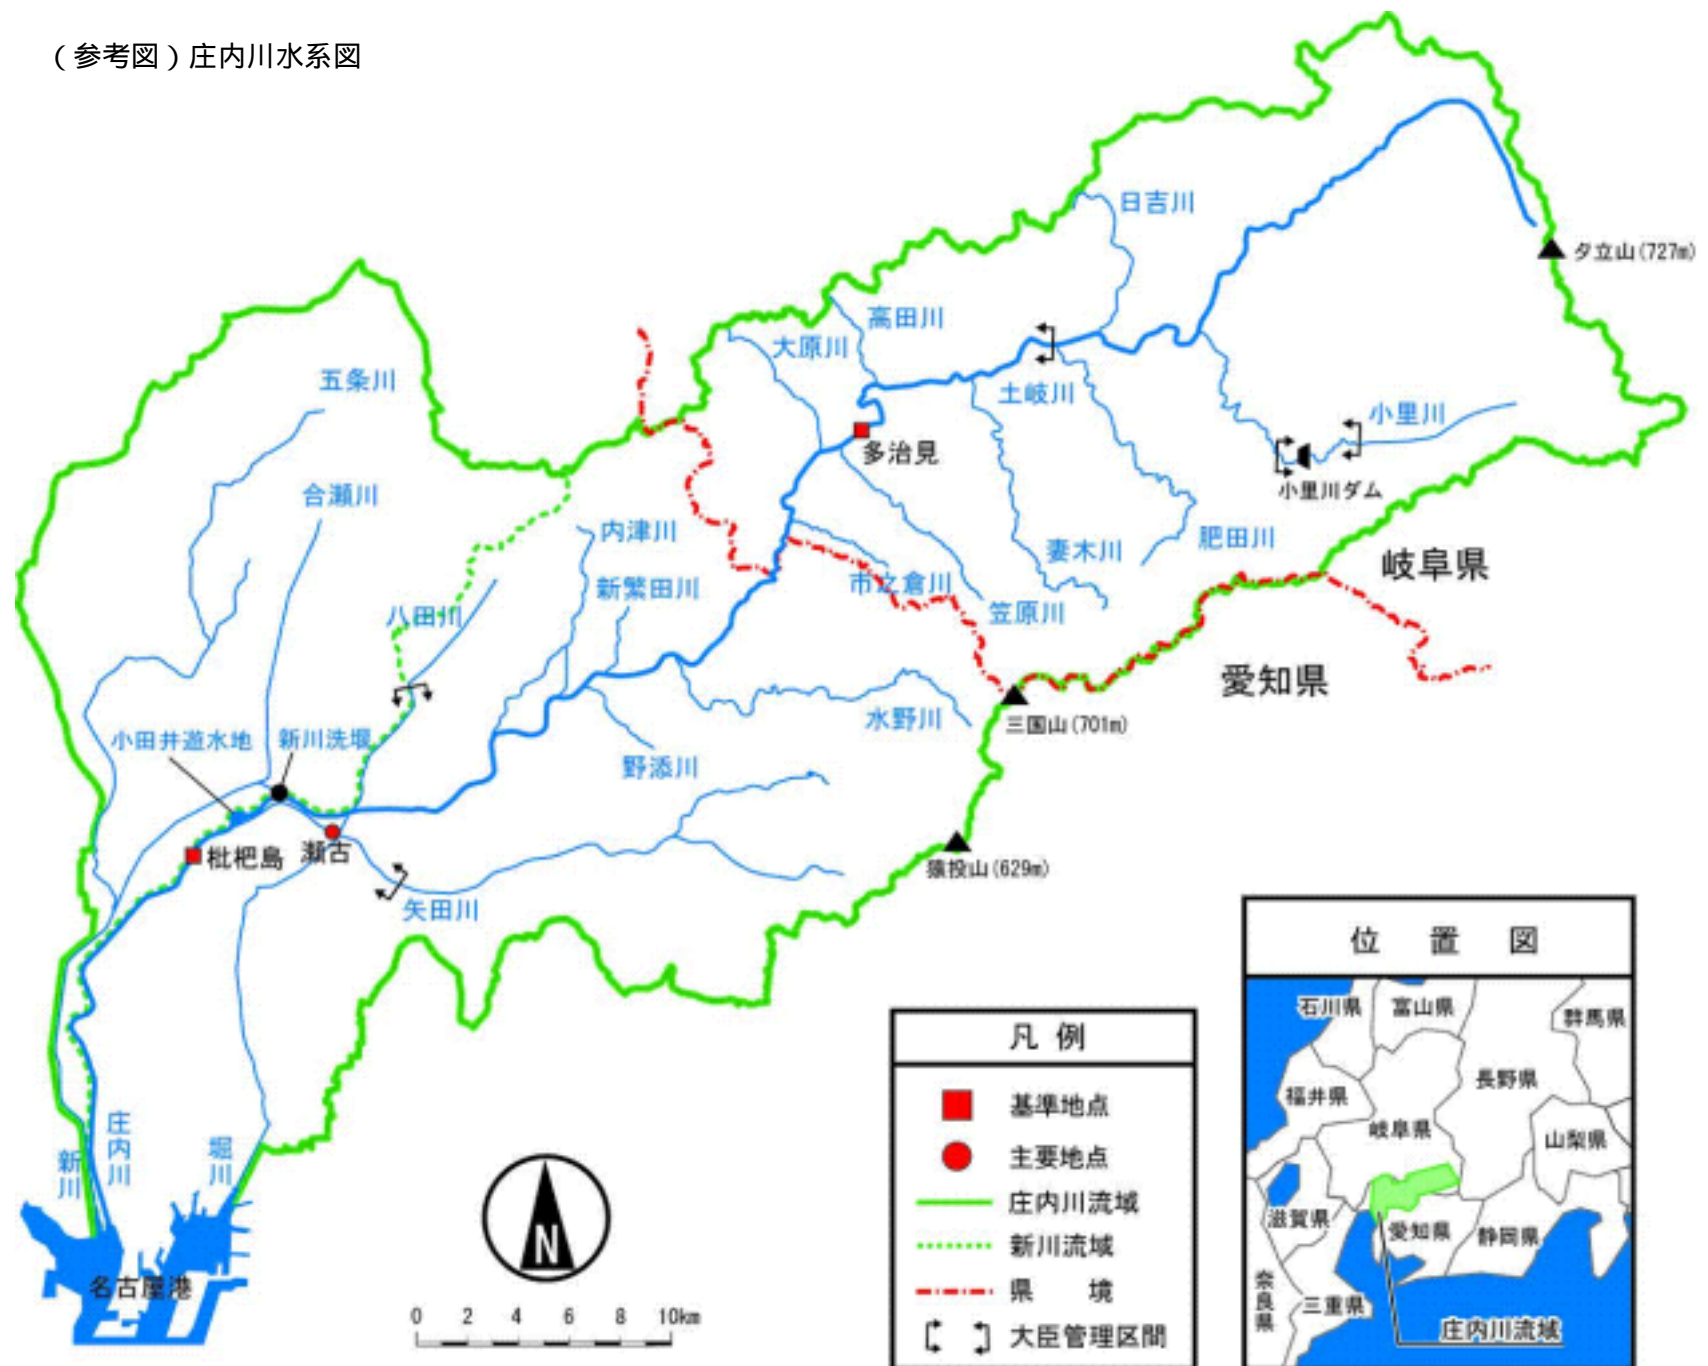 (参考図)庄内川水系図
日吉川
夕立山(727m)
高田川
大原川
五条川
土岐川
小里川
多治見
小里川ダム
合瀬川
内津川
妻木川
肥田川
岐阜県
新繁田川
市之倉川
笠原川
八田川
愛知県
水野川
三国山(701m)
小田井遊水地
新川洗堰
野添川
枇杷島
瀬古
猿投山(629m)
矢田川
庄内川
新川
堀川
名古屋港
N
0 2 4 6 8 10km
凡例
基準地点
主要地点
庄内川流域
新川流域
県 境
大臣管理区間
位 置 図
石川県
富山県
群馬県
福井県
長野県
岐阜県
山梨県
滋賀県
愛知県
静岡県
奈良県
三重県
庄内川流域